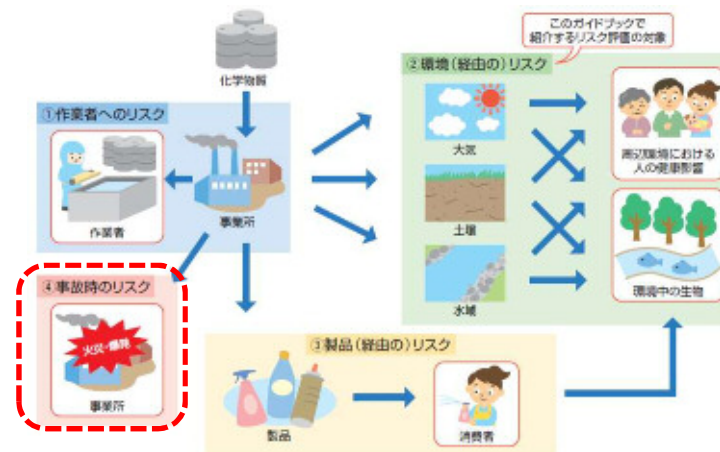 このガイドブックで
紹介するリスク評価の対象
化学物質
①作業者へのリスク
②環境(経由の)リスク
大気
周辺環境における
人の健康影響
作業者
事業所
土壌
④事故時のリスク
水域
環境中の生物
火災・爆発
③製品(経由の)リスク
事業所
製品
消費者